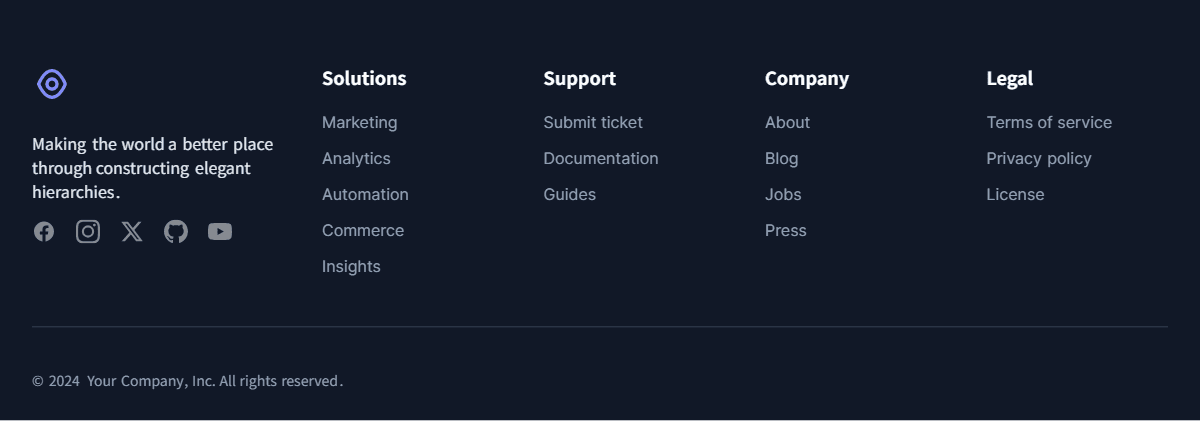 Making the world a better place
through constructing elegant
hierarchies.
Solutions
Marketing
Analytics
Automation
Commerce
Insights
Support
Submit ticket
Documentation
Guides
Company
About
Blog
Jobs
Press
Legal
Terms of service
Privacy policy
License
© 2024 Your Company, Inc. All rights reserved.